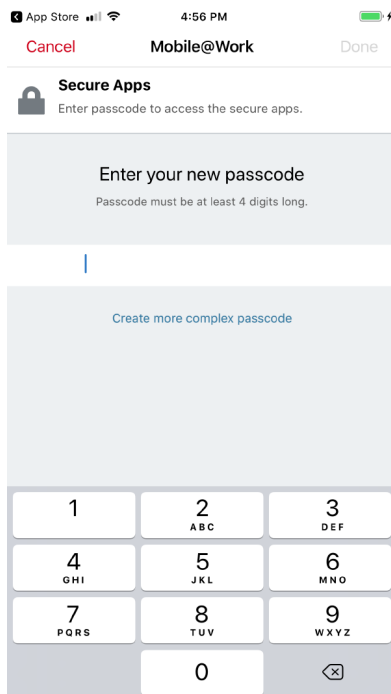 App Store 4:56 PM
Cancel Mobile@Work Done
Secure Apps
Enter passcode to access the secure apps.
Enter your new passcode
Passcode must be at least 4 digits long.
Create more complex passcode
1 2 3
ABC DEF
4 5 6
GHI JKL MNO
7 8 9
PQRS TUV WXYZ
0